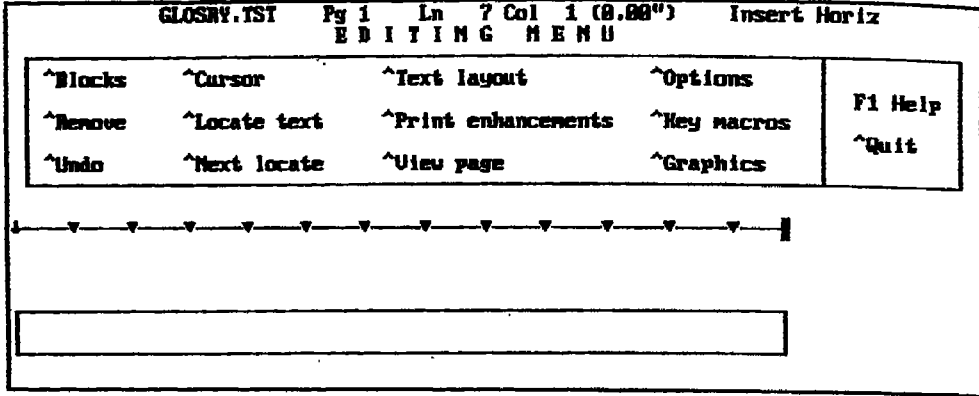 GLOSRY.TST Pg 1 Ln 7 Col 1 (0.00") Insert Horiz
E D I T I N G M E N U
^Blocks ^Cursor ^Text layout ^Options
F1 Help
^Remove ^Locate text ^Print enhancements ^Key macros
^Quit
^Undo ^Next locate ^View page ^Graphics